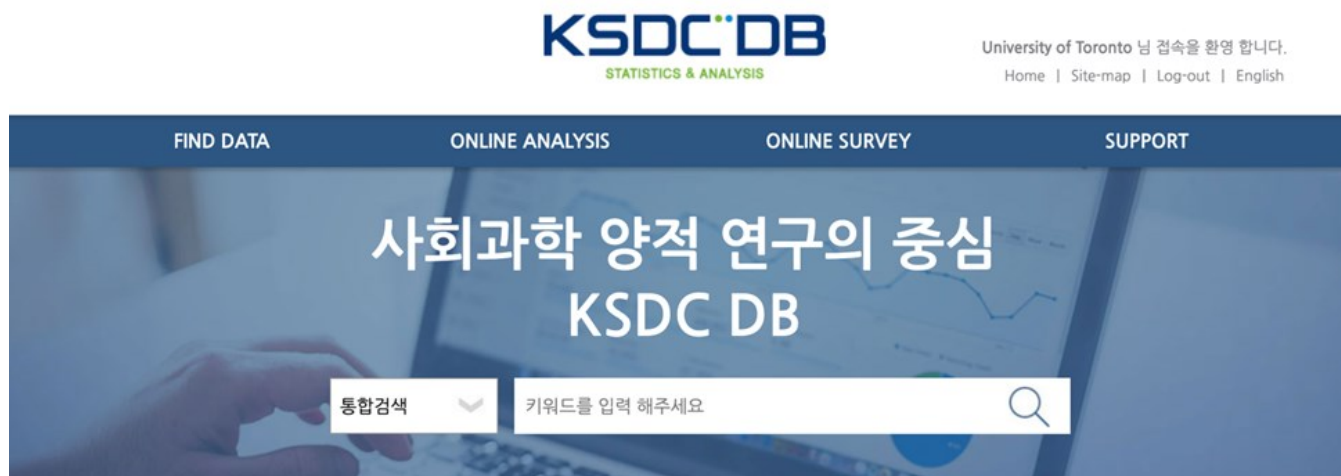 KSDC DB
STATISTICS & ANALYSIS
University of Toronto 님 접속을 환영 합니다.
Home | Site-map | Log-out | English
FIND DATA ONLINE ANALYSIS ONLINE SURVEY SUPPORT
사회과학 양적 연구의 중심
KSDC DB
통합검색 키워드를 입력 해주세요